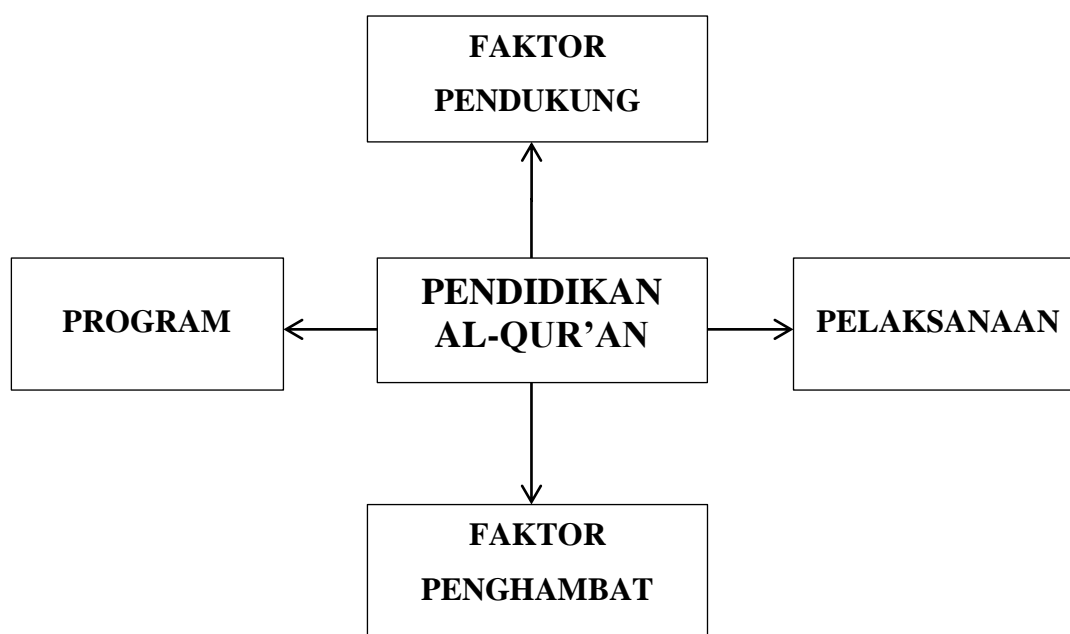 FAKTOR
PENDUKUNG
PROGRAM
PENDIDIKAN
AL-QUR’AN
PELAKSANAAN
FAKTOR
PENGHAMBAT